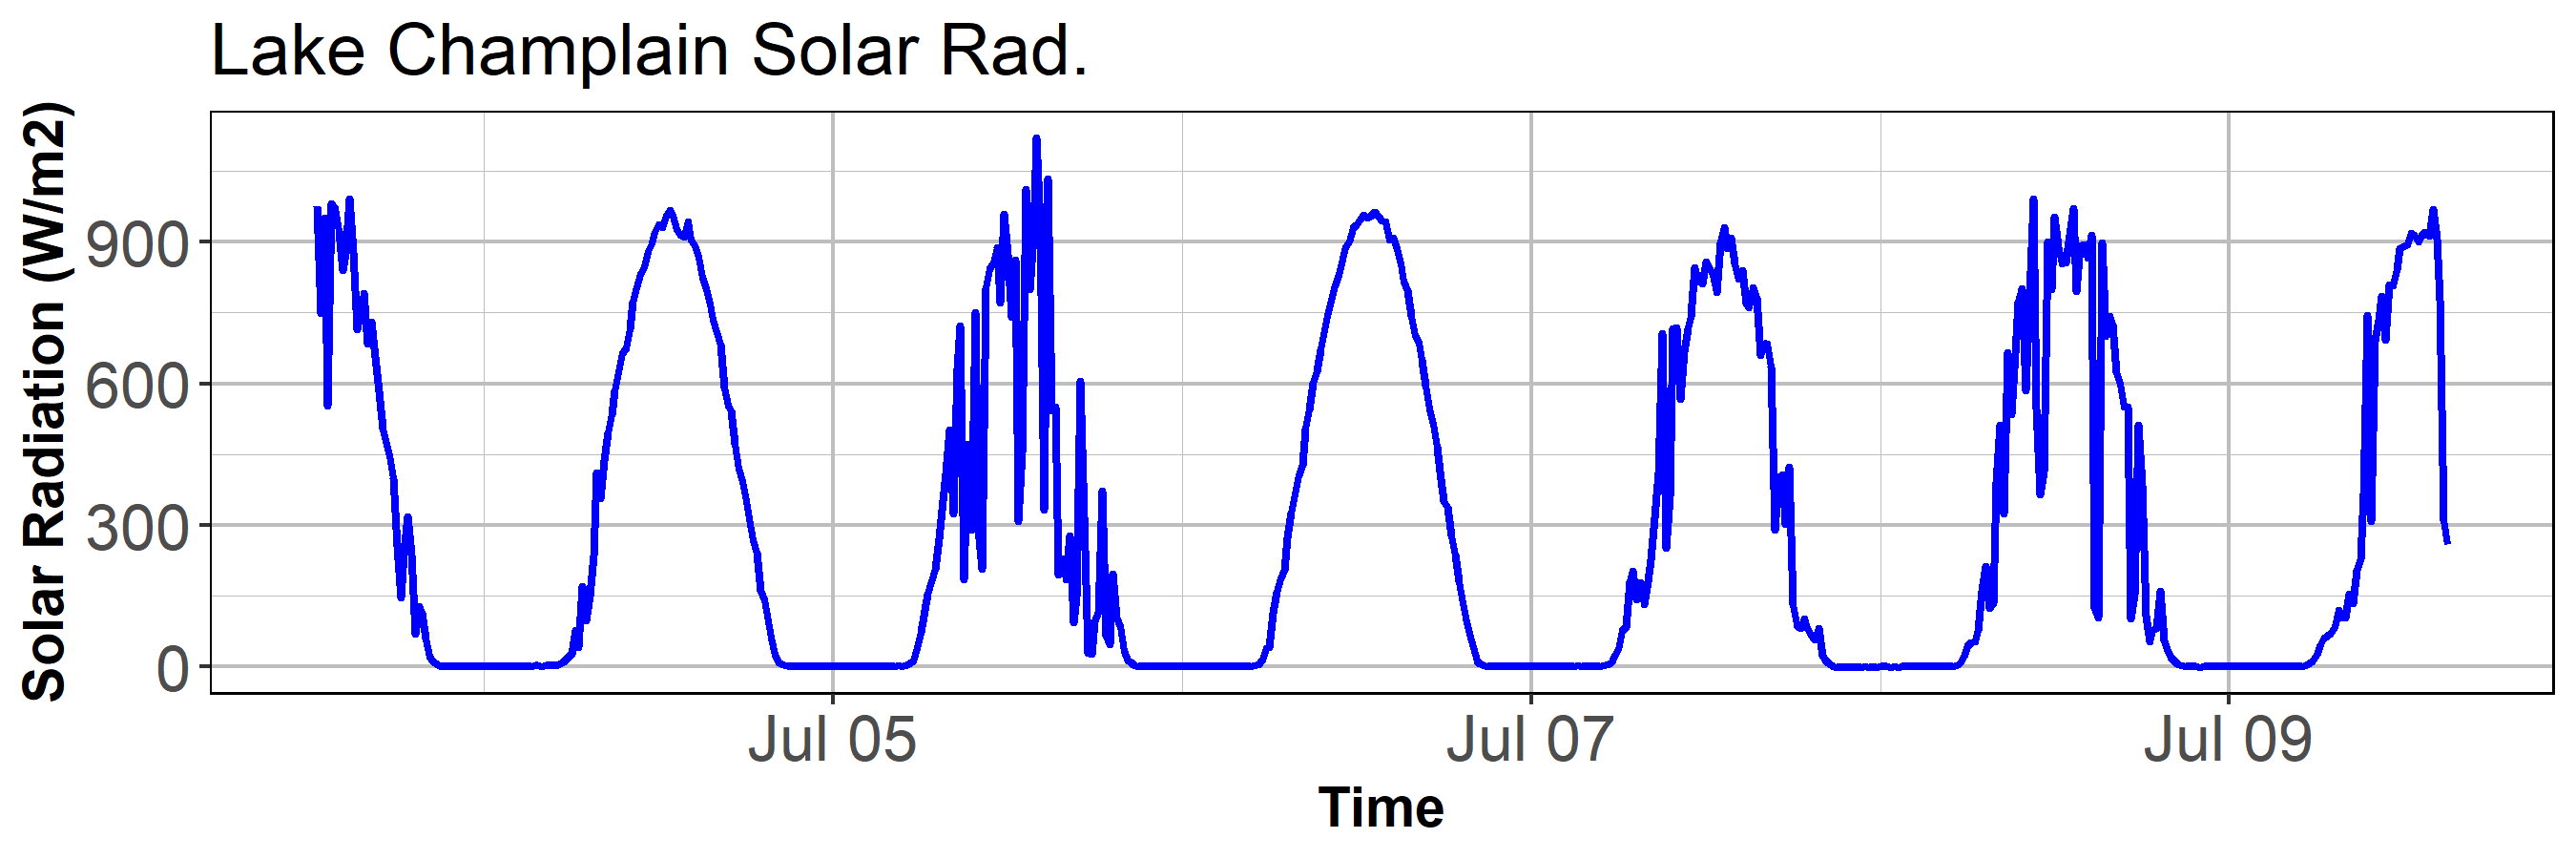 Lake Champlain Solar Rad.
Solar Radiation (W/m2)
900
600
300
0
Jul 05 Jul 07 Jul 09
Time